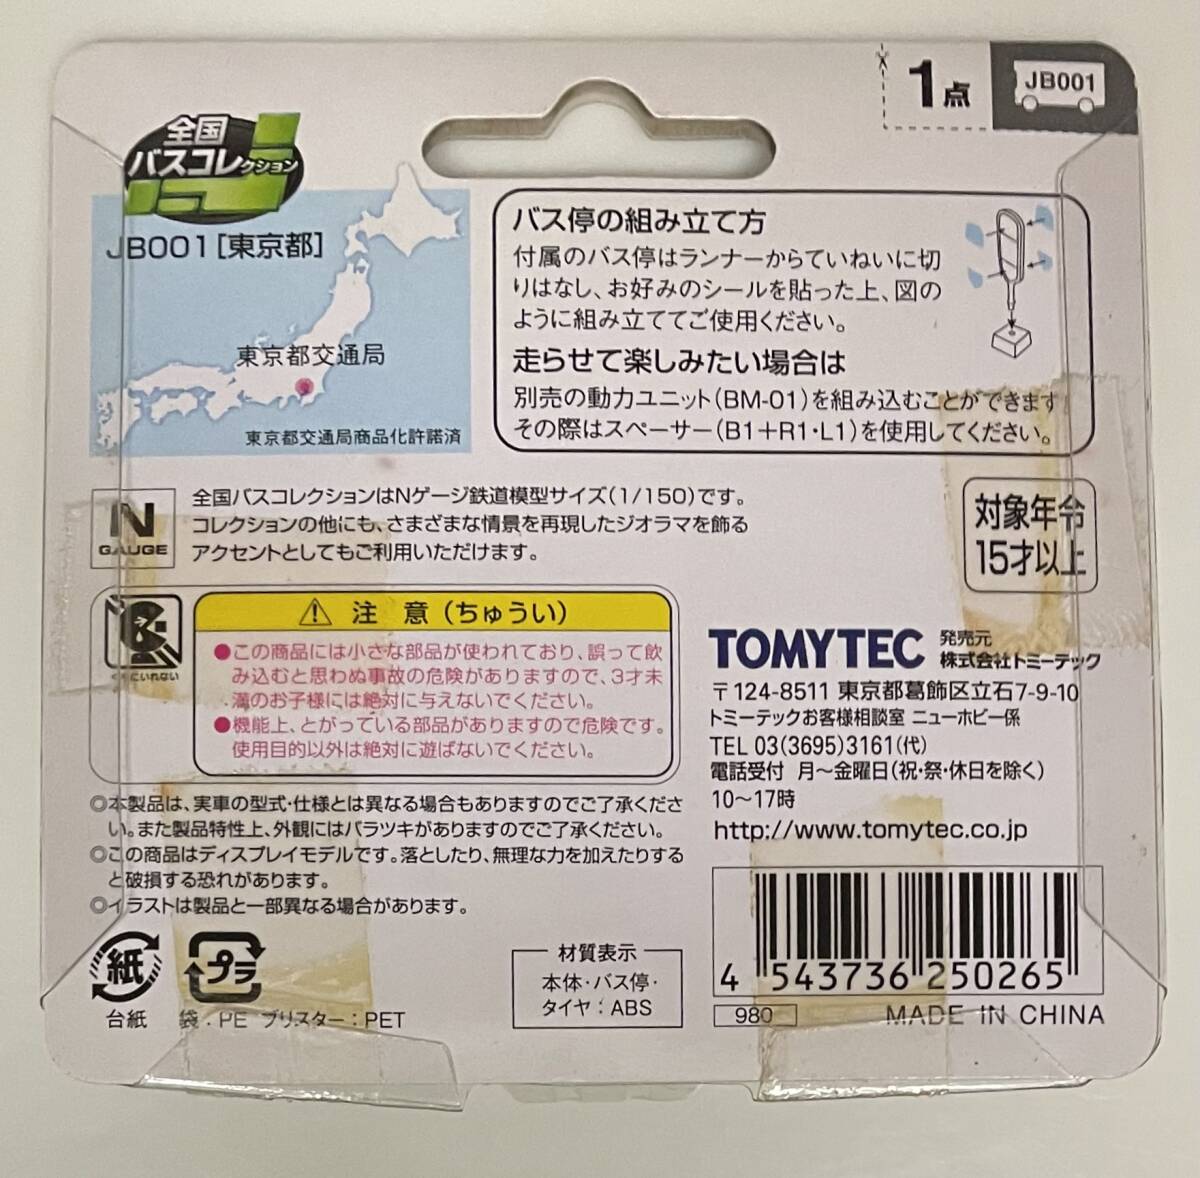 全国
バスコレクション
JB001[東京都]
東京都交通局
東京都交通局商品化許諾済
1点
JB001
バス停の組み立て方
付属のバス停はランナーからていねいに切
りはなし、お好みのシールを貼った上、図の
ように組み立ててご使用ください。
走らせて楽しみたい場合は
別売の動力ユニット(BM-01)を組み込むことができます
その際はスペーサー(B1+R1・L1)を使用してください。
N
GAUGE
全国バスコレクションはNゲージ鉄道模型サイズ(1/150)です。
コレクションの他にも、さまざまな情景を再現したジオラマを飾る
アクセントとしてもご利用いただけます。
対象年令
15才以上
注 意(ちゅうい)
●この商品には小さな部品が使われており、誤って飲
み込むと思わぬ事故の危険がありますので、3才未
満のお子様には絶対に与えないでください。
●機能上、とがっている部品がありますので危険です。
使用目的以外は絶対に遊ばないでください。
◎本製品は、実車の型式・仕様とは異なる場合もありますのでご了承くださ
い。また製品特性上、外観にはバラツキがありますのでご了承ください。
◎この商品はディスプレイモデルです。落としたり、無理な力を加えたりする
と破損する恐れがあります。
◎イラストは製品と一部異なる場合があります。
TOMYTEC
発売元
株式会社トミーテック
〒124-8511 東京都葛飾区立石7-9-10
トミーテックお客様相談室 ニューホビー係
TEL 03(3695)3161(代)
電話受付 月〜金曜日(祝・祭・休日を除く)
10〜17時
http://www.tomytec.co.jp
紙
台紙
プラ
袋：PE ブリスター：PET
材質表示
本体・バス停・
タイヤ：ABS
4 543736 250265
980
MADE IN CHINA